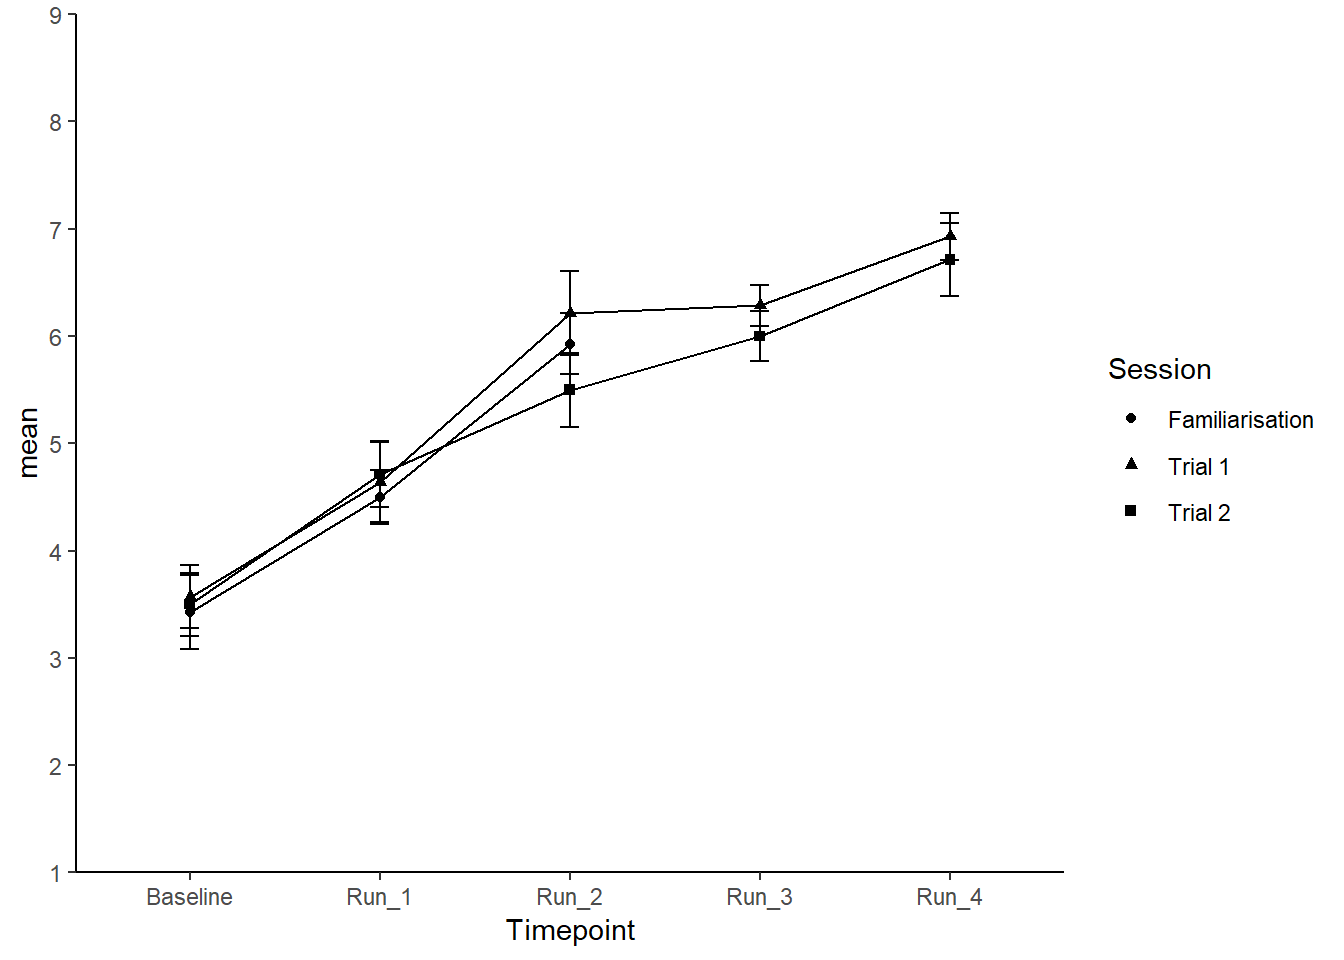 9
8
7
6
5
4
3
2
1
mean
Baseline
Run_1
Run_2
Run_3
Run_4
Timepoint
Session
Familiarisation
Trial 1
Trial 2